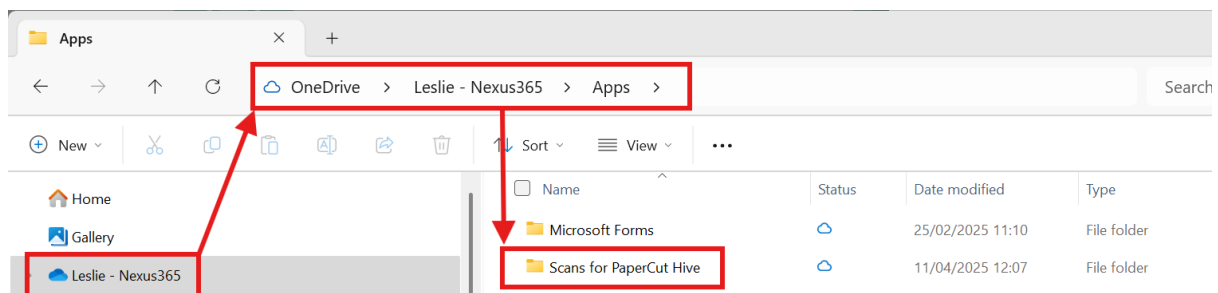 Apps
OneDrive > Leslie - Nexus365 > Apps >
Search
New
Sort
View
Home
Gallery
Leslie - Nexus365
Name Status Date modified Type
Microsoft Forms 25/02/2025 11:10 File folder
Scans for PaperCut Hive 11/04/2025 12:07 File folder